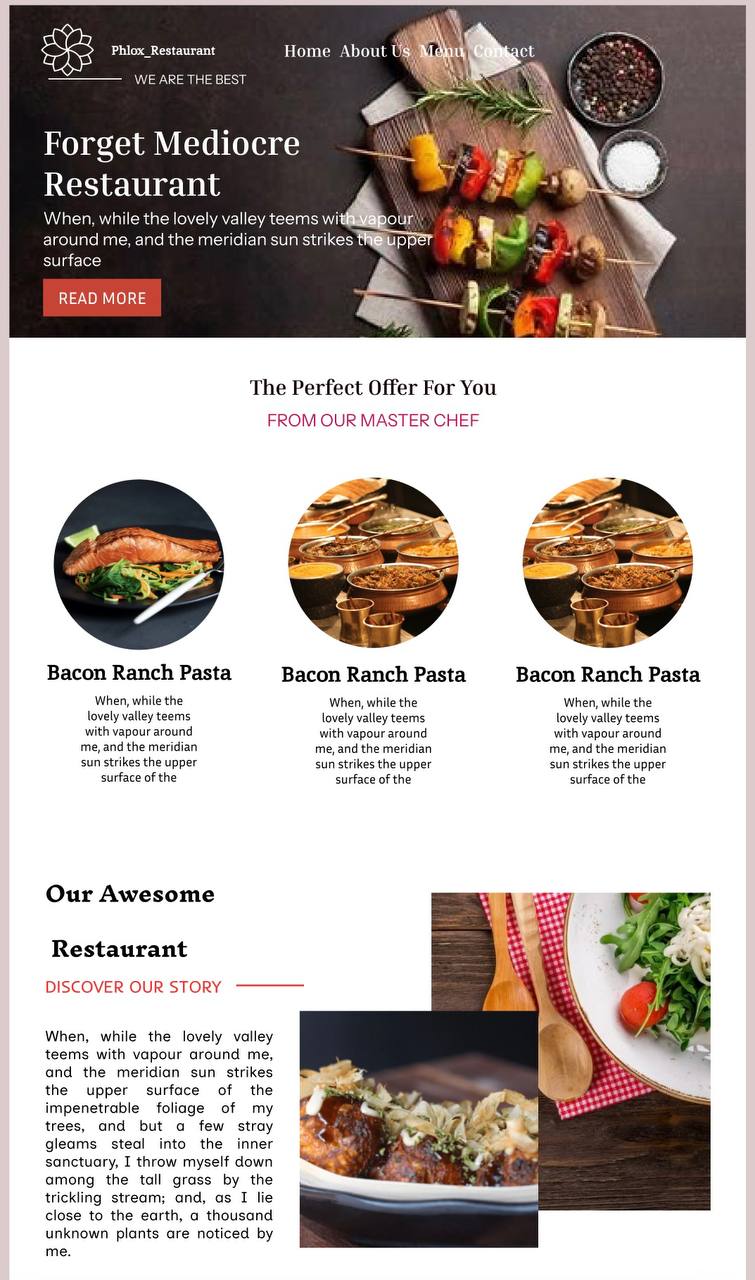 Phlox_Restaurant
Home About Us Menu Contact
WE ARE THE BEST
Forget Mediocre
Restaurant
When, while the lovely valley teems with vapour
around me, and the meridian sun strikes the upper
surface
READ MORE
The Perfect Offer For You
FROM OUR MASTER CHEF
Bacon Ranch Pasta
When, while the
lovely valley teems
with vapour around
me, and the meridian
sun strikes the upper
surface of the
Bacon Ranch Pasta
When, while the
lovely valley teems
with vapour around
me, and the meridian
sun strikes the upper
surface of the
Bacon Ranch Pasta
When, while the
lovely valley teems
with vapour around
me, and the meridian
sun strikes the upper
surface of the
Our Awesome
Restaurant
DISCOVER OUR STORY
When, while the lovely valley
teems with vapour around me,
and the meridian sun strikes
the upper surface of the
impenetrable foliage of my
trees, and but a few stray
gleams steal into the inner
sanctuary, I throw myself down
among the tall grass by the
trickling stream; and, as I lie
close to the earth, a thousand
unknown plants are noticed by
me.